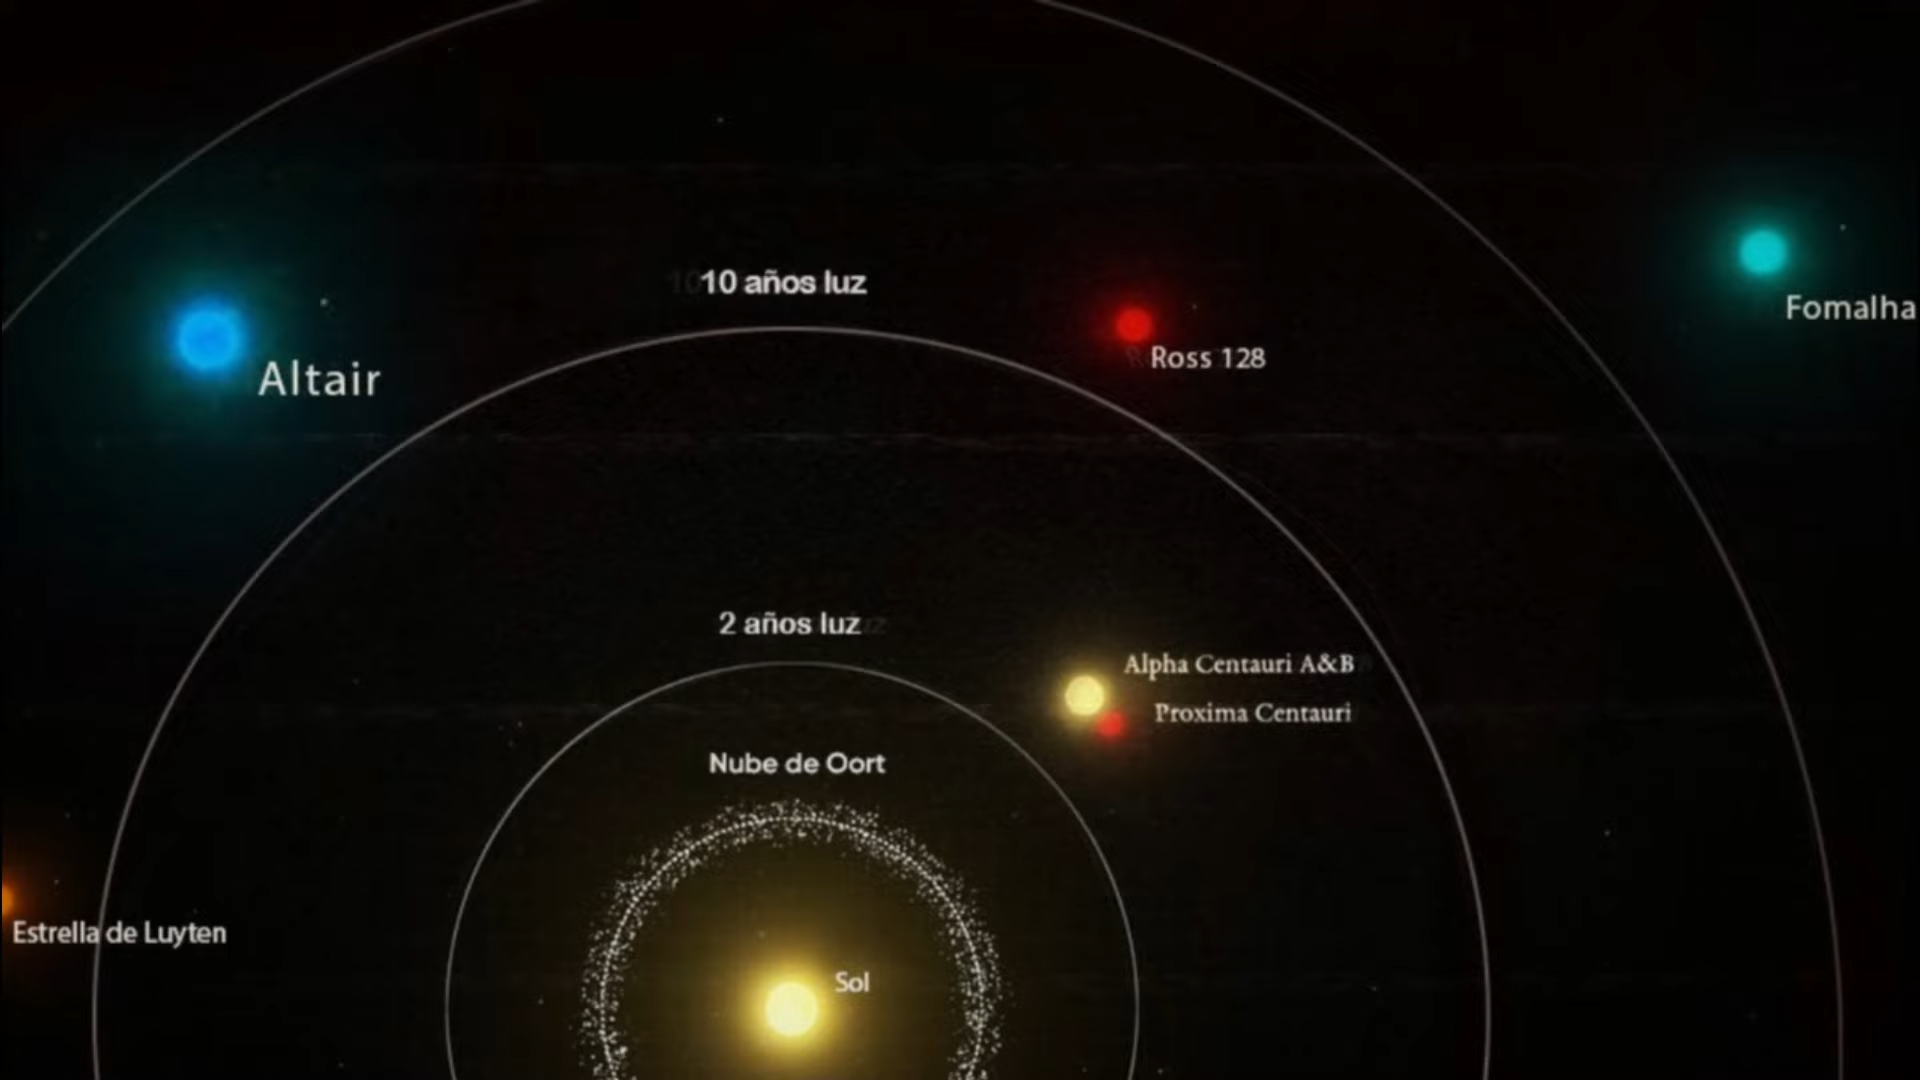 10 años luz
Fomalha
Ross 128
Altair
2 años luz
Alpha Centauri A&B
Proxima Centauri
Nube de Oort
Estrella de Luyten
Sol